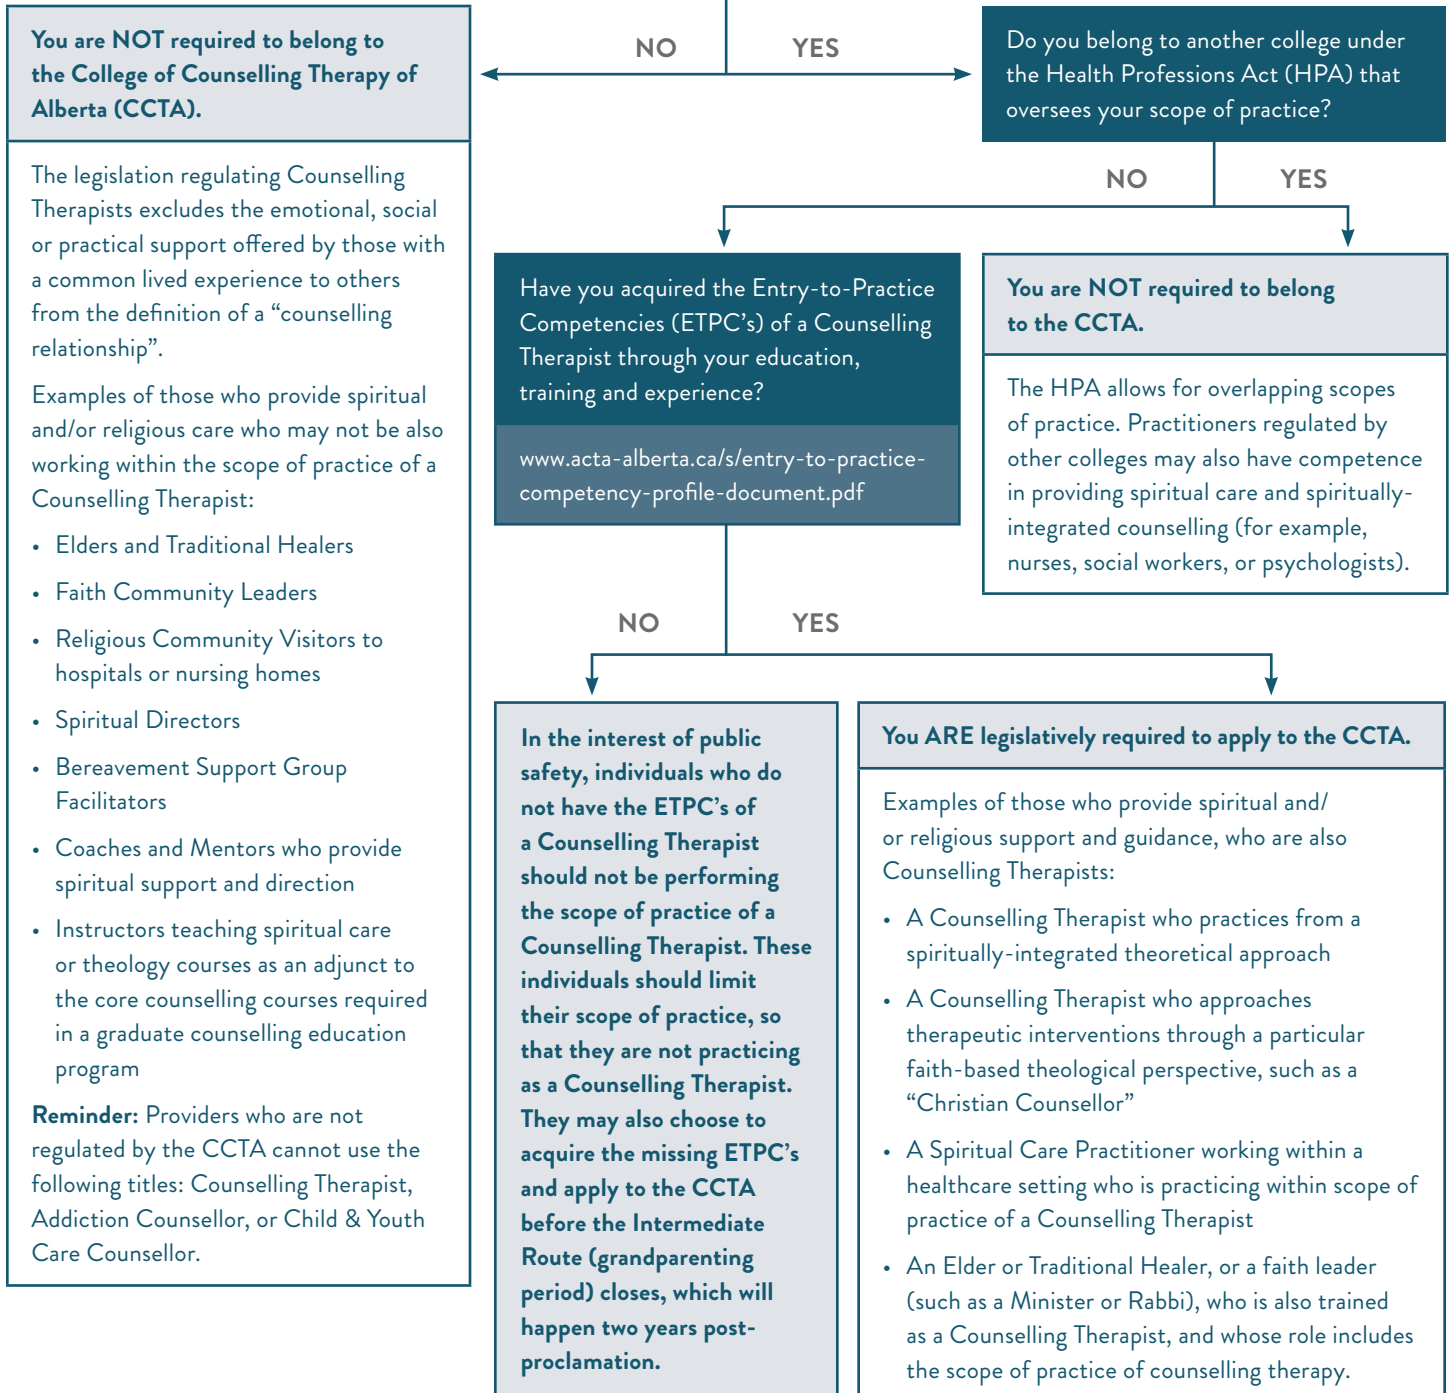 You are NOT required to belong to
the College of Counselling Therapy of
Alberta (CCTA).
The legislation regulating Counselling
Therapists excludes the emotional, social
or practical support offered by those with
a common lived experience to others
from the definition of a “counselling
relationship”.
Examples of those who provide spiritual
and/or religious care who may not be also
working within the scope of practice of a
Counselling Therapist:
• Elders and Traditional Healers
• Faith Community Leaders
• Religious Community Visitors to
hospitals or nursing homes
• Spiritual Directors
• Bereavement Support Group
Facilitators
• Coaches and Mentors who provide
spiritual support and direction
• Instructors teaching spiritual care
or theology courses as an adjunct to
the core counselling courses required
in a graduate counselling education
program
Reminder: Providers who are not
regulated by the CCTA cannot use the
following titles: Counselling Therapist,
Addiction Counsellor, or Child & Youth
Care Counsellor.
NO
YES
Do you belong to another college under
the Health Professions Act (HPA) that
oversees your scope of practice?
NO
YES
Have you acquired the Entry-to-Practice
Competencies (ETPC’s) of a Counselling
Therapist through your education,
training and experience?
www.acta-alberta.ca/s/entry-to-practice-
competency-profile-document.pdf
You are NOT required to belong
to the CCTA.
The HPA allows for overlapping scopes
of practice. Practitioners regulated by
other colleges may also have competence
in providing spiritual care and spiritually-
integrated counselling (for example,
nurses, social workers, or psychologists).
NO
YES
In the interest of public
safety, individuals who do
not have the ETPC’s of
a Counselling Therapist
should not be performing
the scope of practice of a
Counselling Therapist. These
individuals should limit
their scope of practice, so
that they are not practicing
as a Counselling Therapist.
They may also choose to
acquire the missing ETPC’s
and apply to the CCTA
before the Intermediate
Route (grandparenting
period) closes, which will
happen two years post-
proclamation.
You ARE legislatively required to apply to the CCTA.
Examples of those who provide spiritual and/
or religious support and guidance, who are also
Counselling Therapists:
• A Counselling Therapist who practices from a
spiritually-integrated theoretical approach
• A Counselling Therapist who approaches
therapeutic interventions through a particular
faith-based theological perspective, such as a
“Christian Counsellor”
• A Spiritual Care Practitioner working within a
healthcare setting who is practicing within scope of
practice of a Counselling Therapist
• An Elder or Traditional Healer, or a faith leader
(such as a Minister or Rabbi), who is also trained
as a Counselling Therapist, and whose role includes
the scope of practice of counselling therapy.